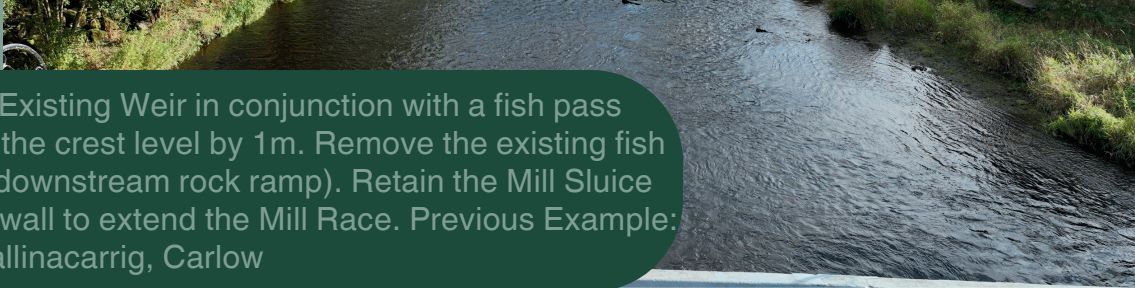 Existing Weir in conjunction with a fish pass
the crest level by 1m. Remove the existing fish
downstream rock ramp). Retain the Mill Sluice
wall to extend the Mill Race. Previous Example:
allinacarrig, Carlow